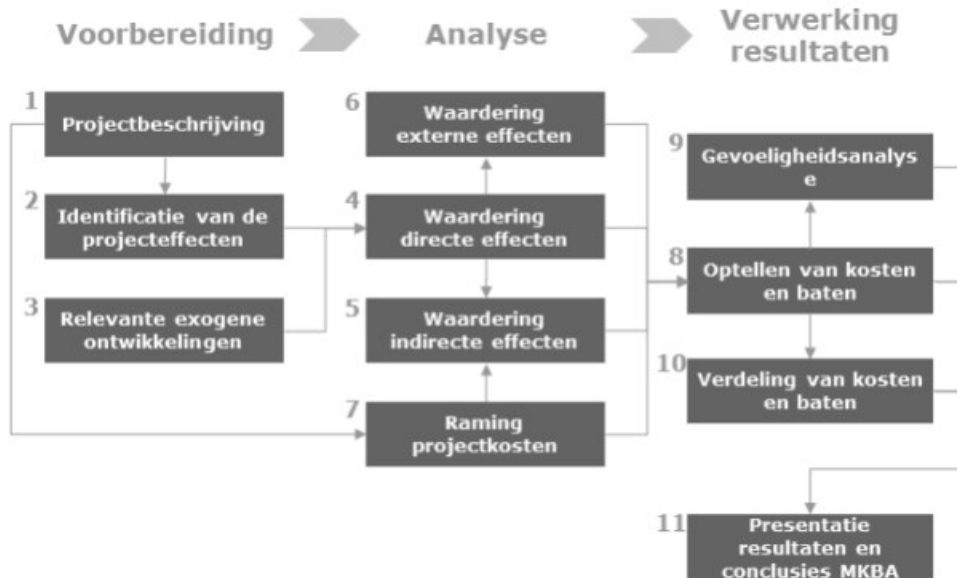 Voorbereiding
Analyse
Verwerking
resultaten
1
Projectbeschrijving
2
Identificatie van de
projecteffecten
3
Relevante exogene
ontwikkelingen
6
Waardering
externe effecten
4
Waardering
directe effecten
5
Waardering
indirecte effecten
7
Raming
projectkosten
9
Gevoeligheidsanalys
e
8
Optellen van kosten
en baten
10
Verdeling van kosten
en baten
11
Presentatie
resultaten en
conclusies MKBA